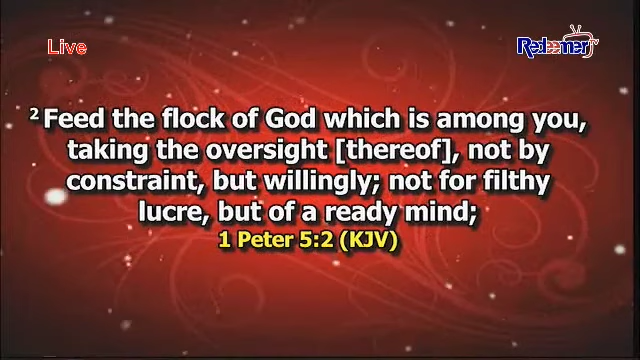 Live
Redeemer TV
2 Feed the flock of God which is among you,
taking the oversight [thereof], not by
constraint, but willingly; not for filthy
lucre, but of a ready mind;
1 Peter 5:2 (KJV)